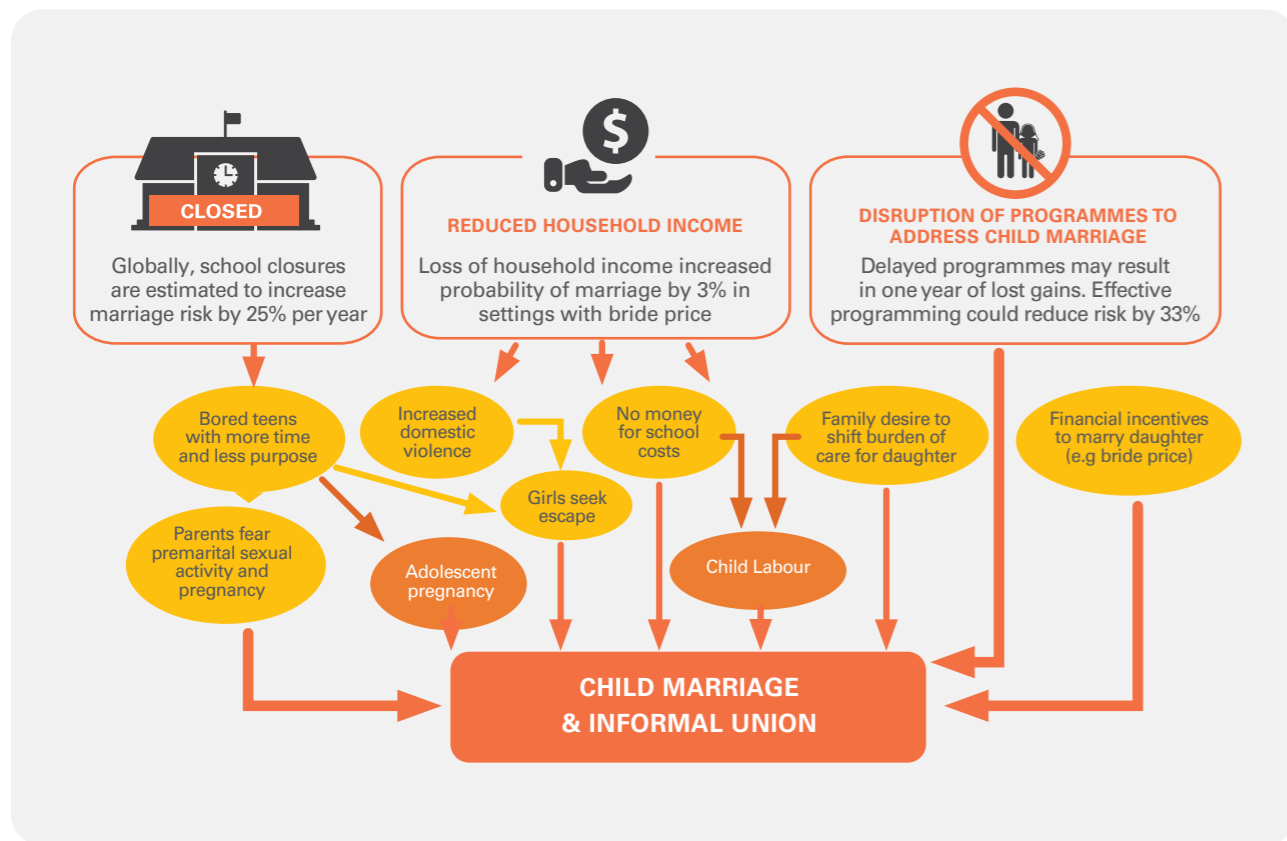 CLOSED
Globally, school closures
are estimated to increase
marriage risk by 25% per year
$
REDUCED HOUSEHOLD INCOME
Loss of household income increased
probability of marriage by 3% in
settings with bride price
DISRUPTION OF PROGRAMMES TO
ADDRESS CHILD MARRIAGE
Delayed programmes may result
in one year of lost gains. Effective
programming could reduce risk by 33%
Bored teens
with more time
and less purpose
Increased
domestic
violence
No money
for school
costs
Family desire to
shift burden of
care for daughter
Financial incentives
to marry daughter
(e.g bride price)
Girls seek
escape
Parents fear
premarital sexual
activity and
pregnancy
Adolescent
pregnancy
Child Labour
CHILD MARRIAGE
& INFORMAL UNION